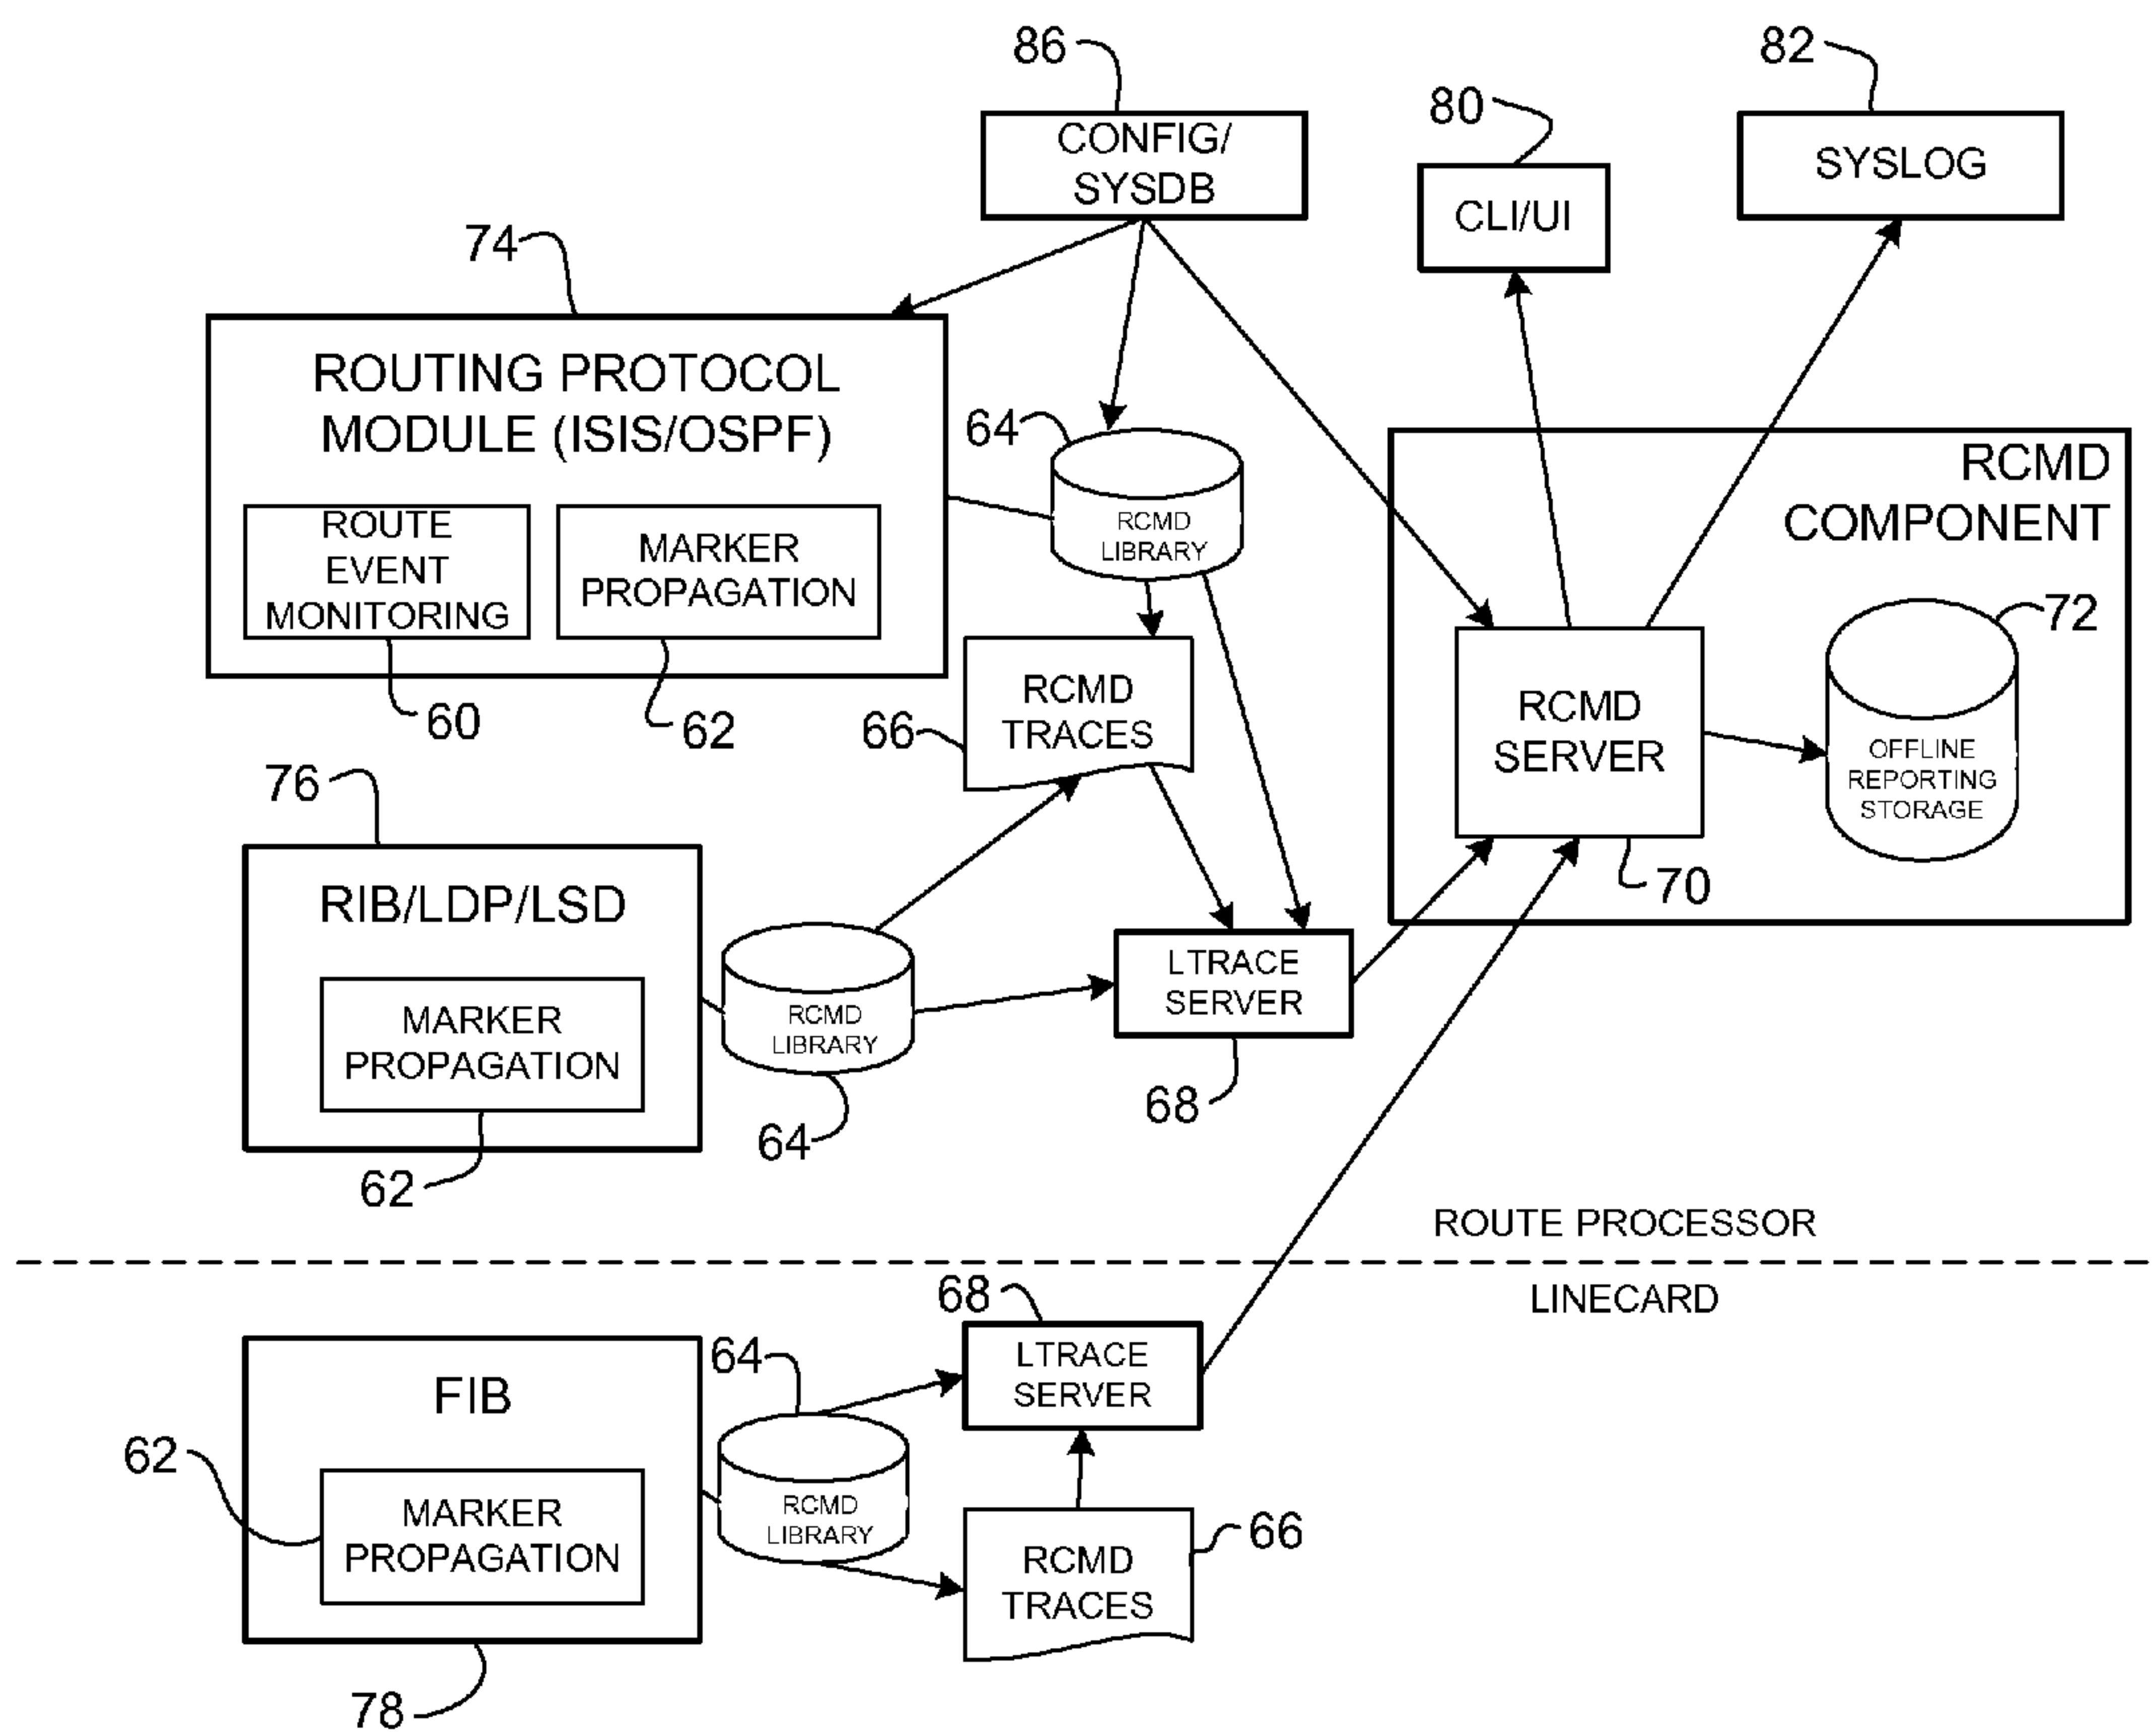 86
82
80
CONFIG/
SYSDB
CLI/UI
SYSLOG
74
ROUTING PROTOCOL
MODULE (ISIS/OSPF)
ROUTE
EVENT
MONITORING
MARKER
PROPAGATION
60
62
64
RCMD
LIBRARY
RCMD
TRACES
66
RCMD
COMPONENT
RCMD
SERVER
72
OFFLINE
REPORTING
STORAGE
70
76
RIB/LDP/LSD
MARKER
PROPAGATION
62
RCMD
LIBRARY
64
LTRACE
SERVER
68
ROUTE PROCESSOR
LINECARD
FIB
62
MARKER
PROPAGATION
78
64
RCMD
LIBRARY
68
LTRACE
SERVER
RCMD
TRACES
66